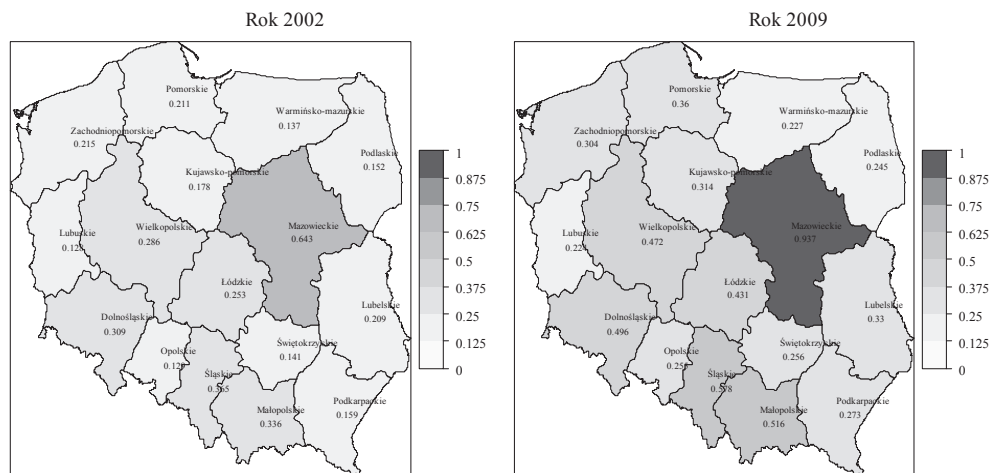 Rok 2002
Pomorskie
0.211
Warmińsko-mazurskie
0.137
Zachodniopomorskie
0.215
Podlaskie
0.152
Kujawsko-pomorskie
0.178
Mazowieckie
0.643
Wielkopolskie
0.286
Lubuskie
Łódzkie
0.253
Lubelskie
0.209
Dolnośląskie
0.309
Świętokrzyskie
0.141
Opolskie
Śląskie
0.365
Małopolskie
0.336
Podkarpackie
0.159
1
0.875
0.75
0.625
0.5
0.375
0.25
0.125
0
Rok 2009
Pomorskie
0.36
Warmińsko-mazurskie
0.227
Zachodniopomorskie
0.304
Podlaskie
0.245
Kujawsko-pomorskie
0.314
Mazowieckie
0.937
Wielkopolskie
0.472
Lubuskie
0.224
Łódzkie
0.431
Lubelskie
0.33
Dolnośląskie
0.496
Świętokrzyskie
0.256
Opolskie
Śląskie
0.578
Małopolskie
0.516
Podkarpackie
0.273
1
0.875
0.75
0.625
0.5
0.375
0.25
0.125
0